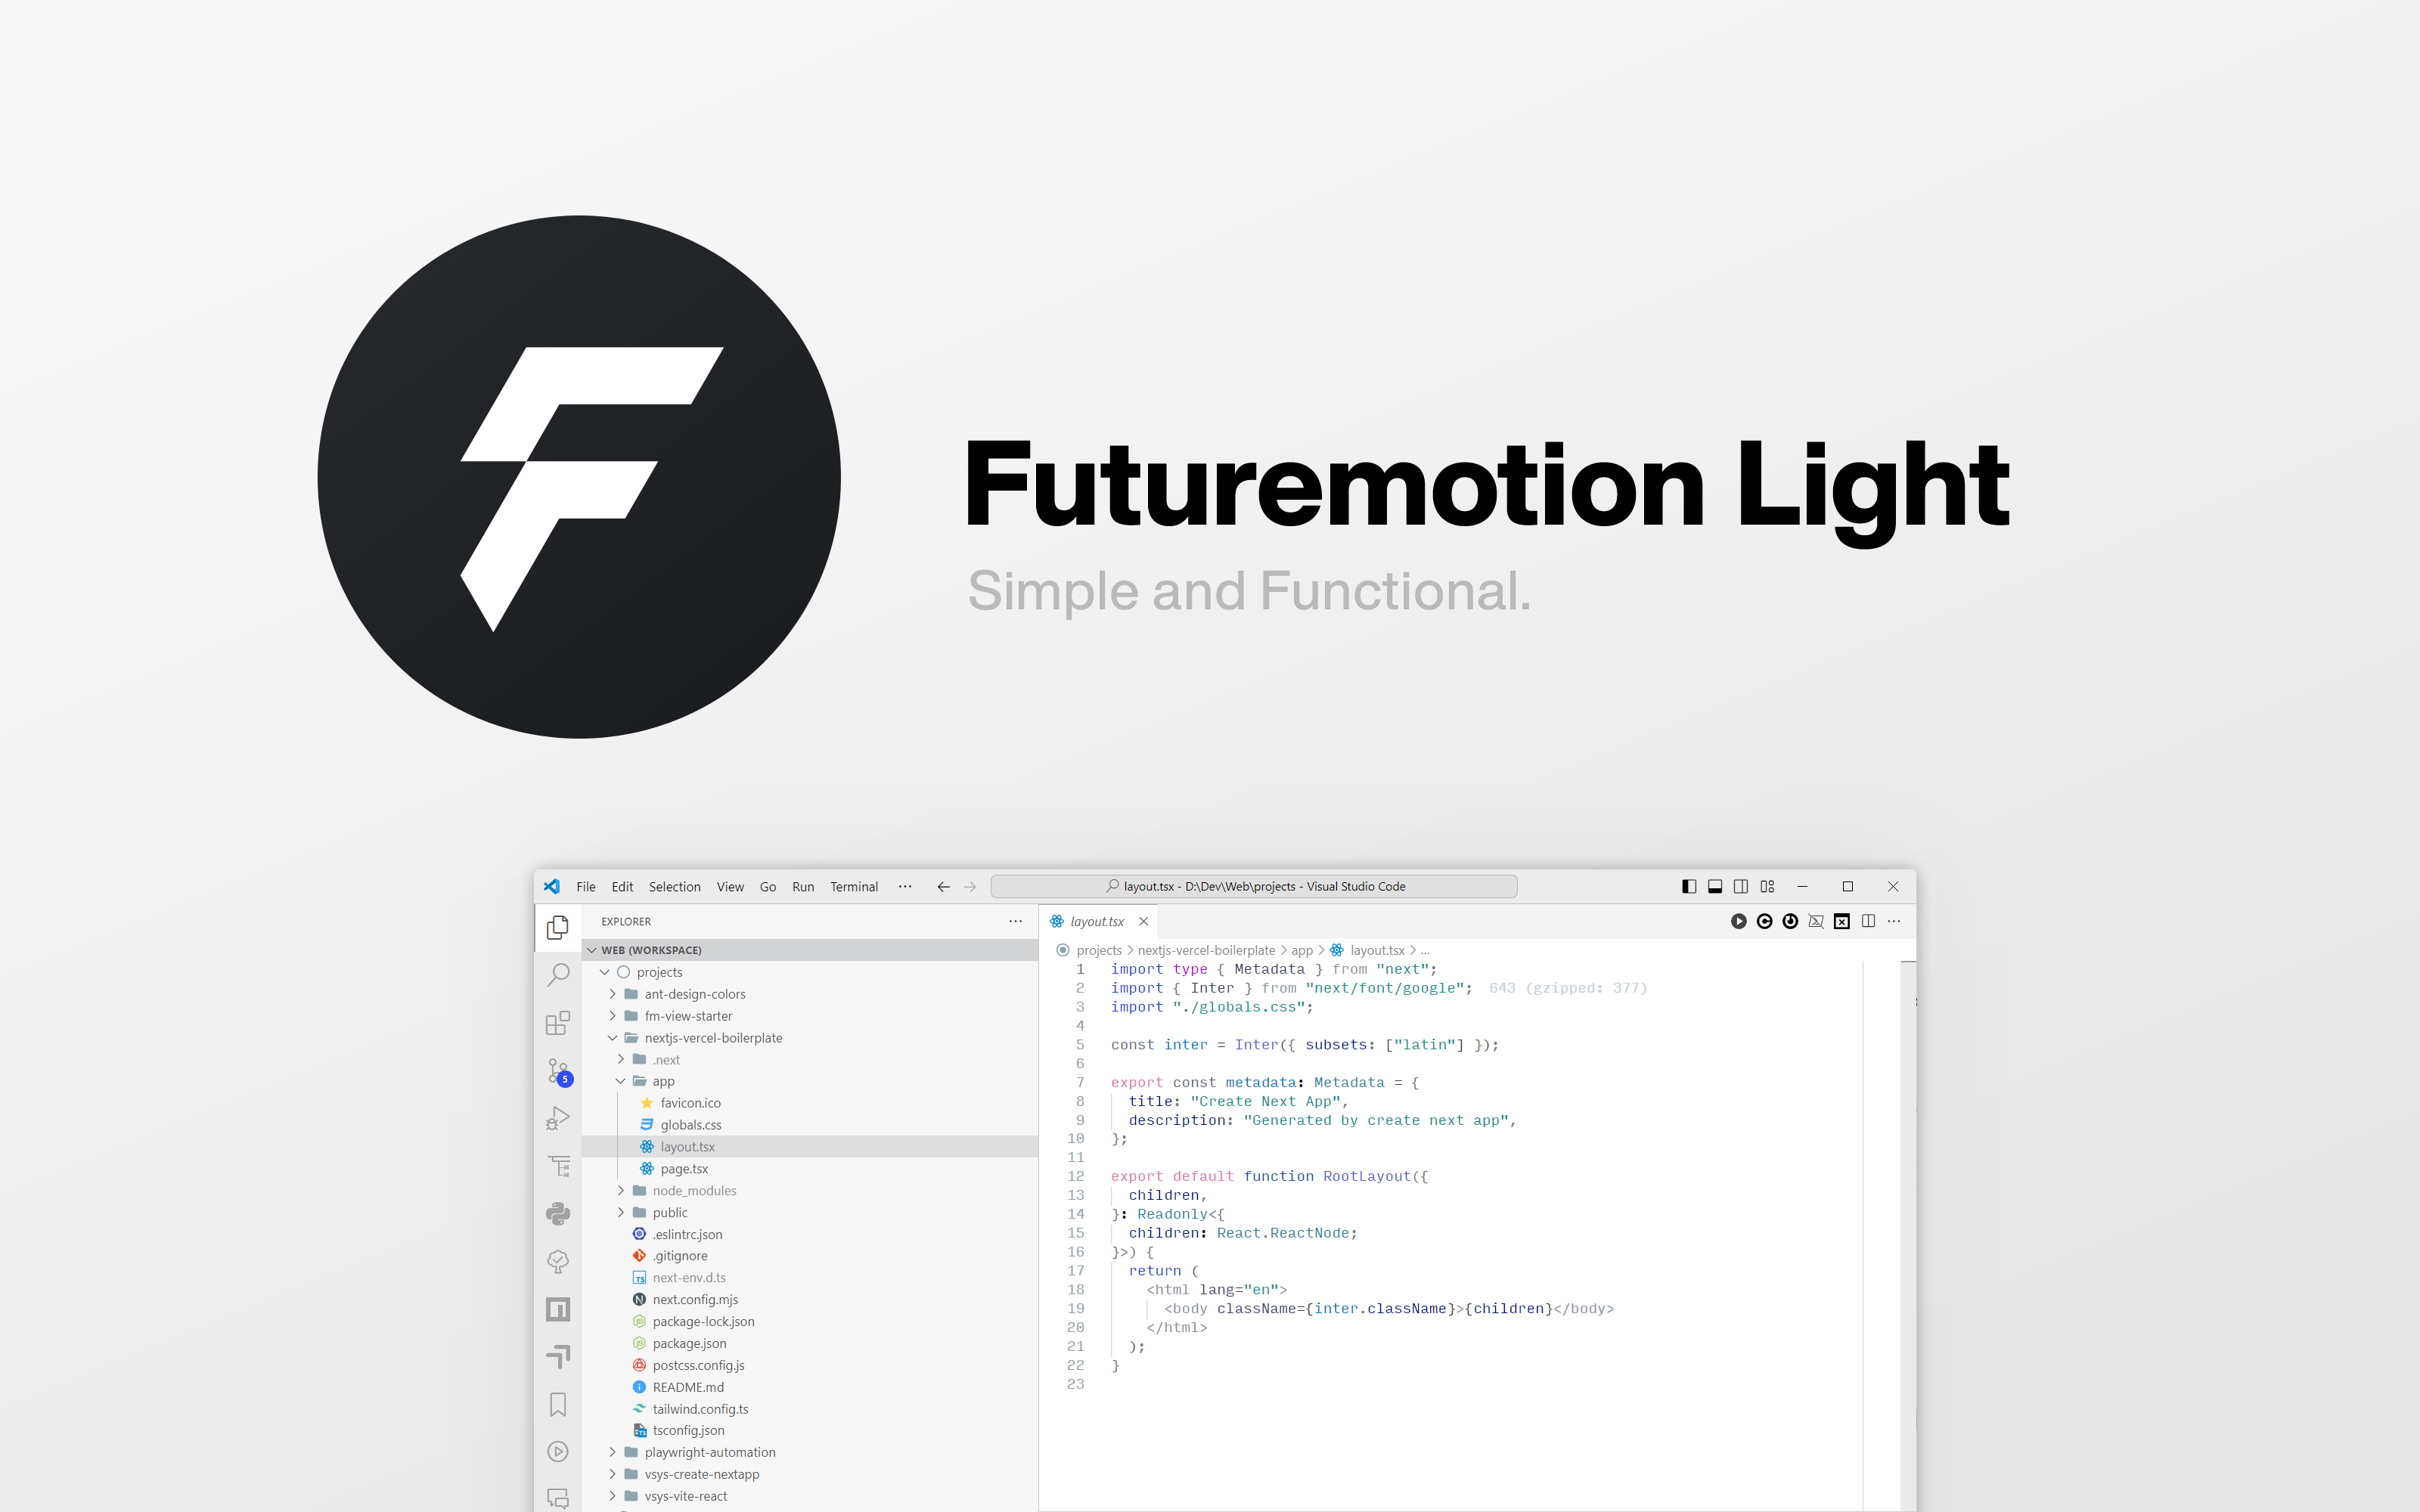 Futuremotion Light
Simple and Functional.
File Edit Selection View Go Run Terminal ···
layout.tsx - D:\Dev\Web\projects - Visual Studio Code
EXPLORER ···
WEB (WORKSPACE)
projects
ant-design-colors
fm-view-starter
nextjs-vercel-boilerplate
.next
app
favicon.ico
globals.css
layout.tsx
page.tsx
node_modules
public
.eslintrc.json
.gitignore
next-env.d.ts
next.config.mjs
package-lock.json
package.json
postcss.config.js
README.md
tailwind.config.ts
tsconfig.json
playwright-automation
vsys-create-nextapp
vsys-vite-react
5
layout.tsx
projects > nextjs-vercel-boilerplate > app > layout.tsx > ...
1 import type { Metadata } from "next";
2 import { Inter } from "next/font/google"; 643 (gzipped: 377)
3 import "./globals.css";
4
5 const inter = Inter({ subsets: ["latin"] });
6
7 export const metadata: Metadata = {
8 title: "Create Next App",
9 description: "Generated by create next app",
10 };
11
12 export default function RootLayout({
13 children,
14 }: Readonly<{
15 children: React.ReactNode;
16 }>) {
17 return (
18 <html lang="en">
19 <body className={inter.className}>{children}</body>
20 </html>
21 );
22 }
23